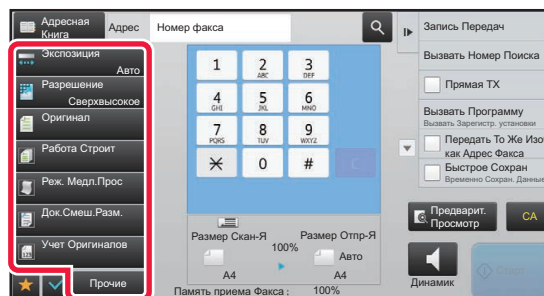 Адресная
Книга
Адрес
Номер факса
Экспозиция
Авто
Разрешение
Сверхвысокое
Оригинал
Работа Строит
Реж. Медл.Прос
Док.Смеш.Разм.
Учет Оригиналов
Прочие
1
2
ABC
3
DEF
4
GHI
5
JKL
6
MNO
7
PQRS
8
TUV
9
WXYZ
0
#
C
Размер Скан-Я
100%
Размер Отпр-Я
Авто
A4
A4
Память приема Факса :
100%
Запись Передач
Вызвать Номер Поиска
Прямая TX
Вызвать Программу
Вызвать Зарегистр. установки
Передать То Же Изо
как Адрес Факса
Быстрое Сохран
Временно Сохран. Данные
Предварит.
Просмотр
CA
Динамик
Старт